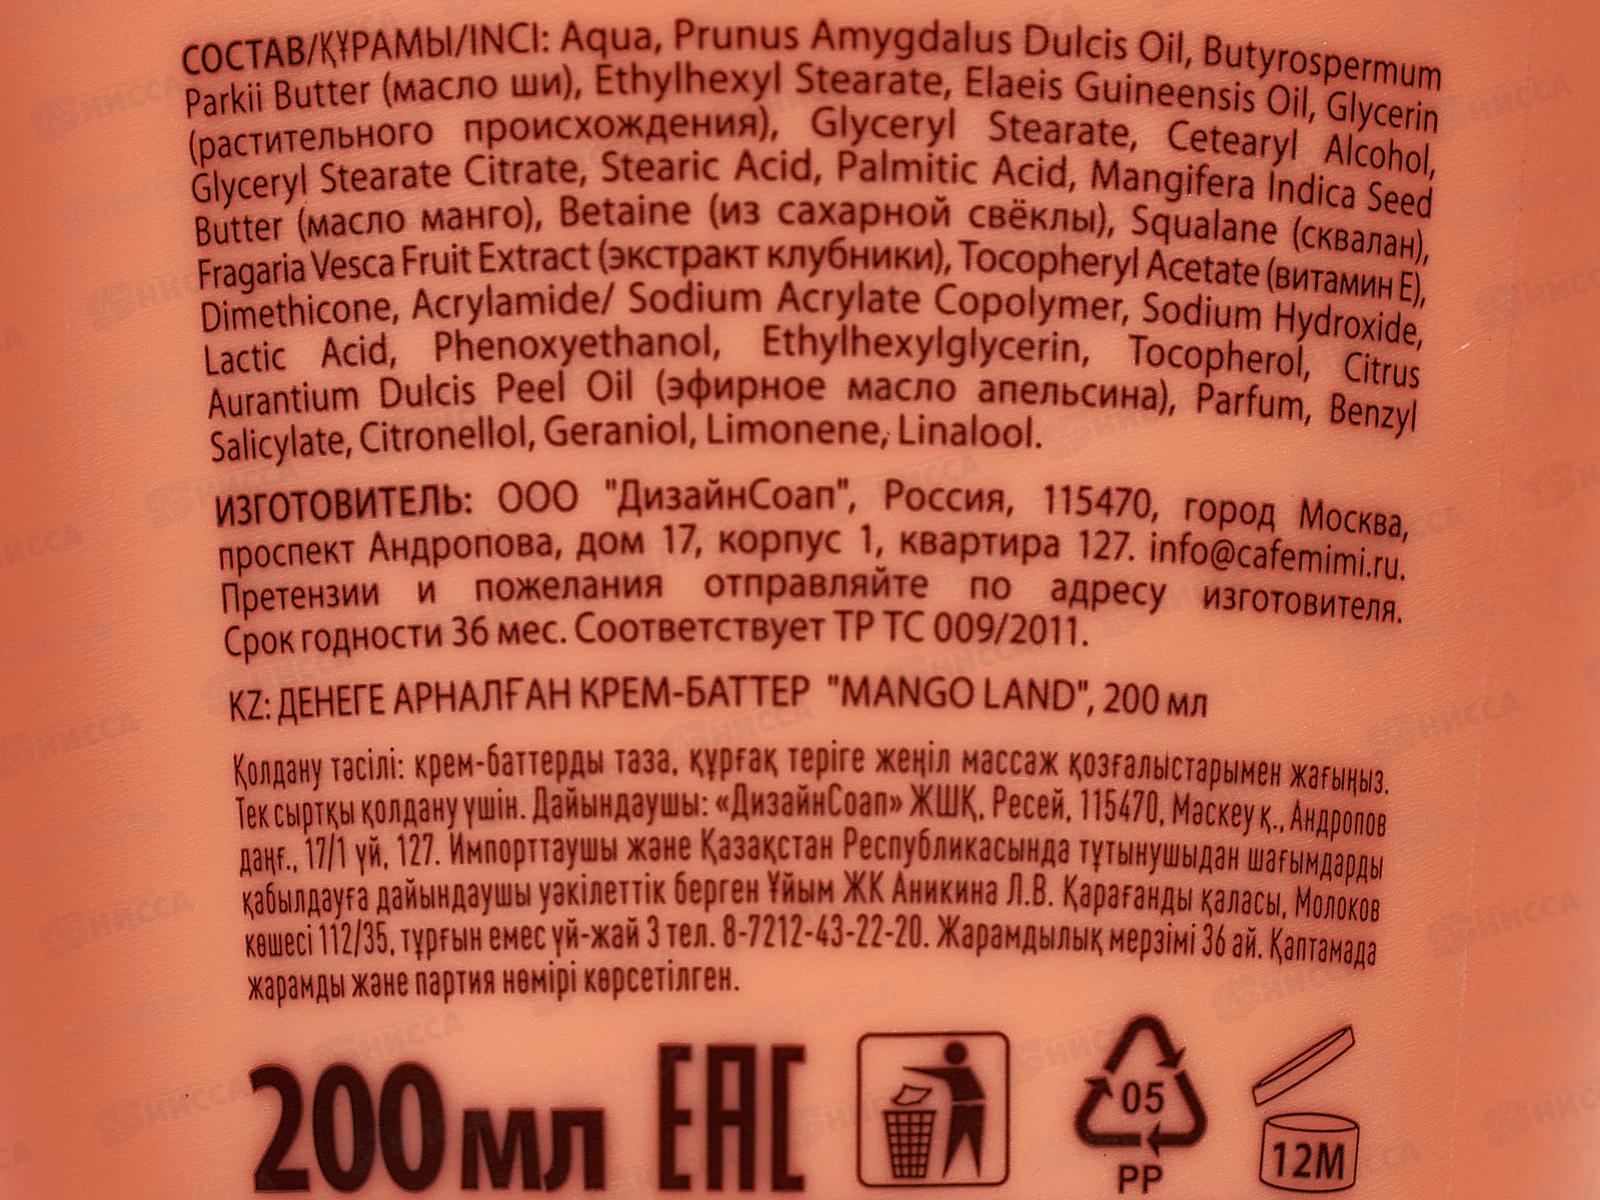 СОСТАВ/ҚҰРАМЫ/INCI: Aqua, Prunus Amygdalus Dulcis Oil, Butyrospermum
Parkii Butter (масло ши), Ethylhexyl Stearate, Elaeis Guineensis Oil, Glycerin
(растительного происхождения), Glyceryl Stearate, Cetearyl Alcohol,
Glyceryl Stearate Citrate, Stearic Acid, Palmitic Acid, Mangifera Indica Seed
Butter (масло манго), Betaine (из сахарной свёклы), Squalane (сквалан),
Fragaria Vesca Fruit Extract (экстракт клубники), Tocopheryl Acetate (витамин Е),
Dimethicone, Acrylamide/ Sodium Acrylate Copolymer, Sodium Hydroxide,
Lactic Acid, Phenoxyethanol, Ethylhexylglycerin, Tocopherol, Citrus
Aurantium Dulcis Peel Oil (эфирное масло апельсина), Parfum, Benzyl
Salicylate, Citronellol, Geraniol, Limonene, Linalool.
ИЗГОТОВИТЕЛЬ: ООО "ДизайнСоап", Россия, 115470, город Москва,
проспект Андропова, дом 17, корпус 1, квартира 127. info@cafemimi.ru.
Претензии и пожелания отправляйте по адресу изготовителя.
Срок годности 36 мес. Соответствует ТР ТС 009/2011.
KZ: ДЕНЕГЕ АРНАЛҒАН КРЕМ-БАТТЕР "MANGO LAND", 200 мл
Қолдану тәсілі: крем-баттерды таза, құрғақ теріге жеңіл массаж қозғалыстарымен жағыңыз.
Тек сыртқы қолдану үшін. Дайындаушы: «ДизайнСоап» ЖШҚ, Ресей, 115470, Мәскеу қ., Андропов
даңғ., 17/1 үй, 127. Импорттаушы және Қазақстан Республикасында тұтынушыдан шағымдарды
қабылдауға дайындаушы уәкілеттік берген Ұйым ЖК Аникина Л.В. Қарағанды қаласы, Молоков
көшесі 112/35, тұрғын емес үй-жай 3 тел. 8-7212-43-22-20. Жарамдылық мерзімі 36 ай. Қаптамада
жарамды және партия нөмірі көрсетілген.
200 мл EAC 05 PP 12M
НИССА